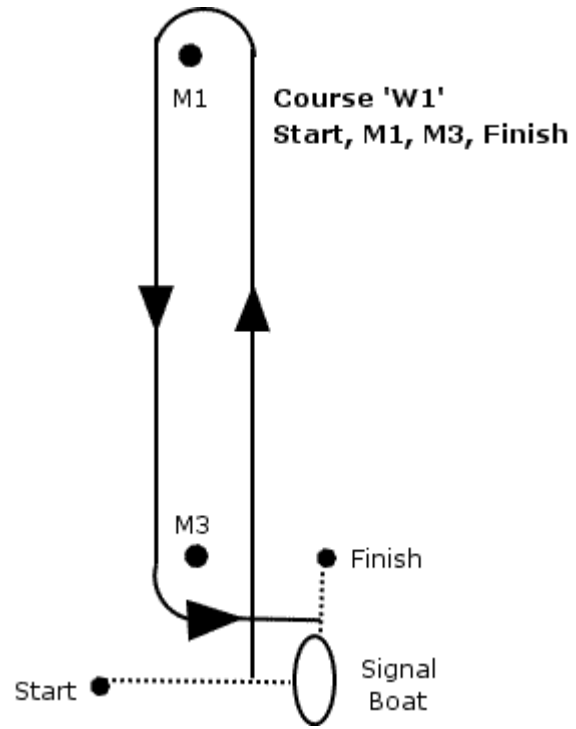 M1
Course 'W1'
Start, M1, M3, Finish
M3
Finish
Start
Signal
Boat